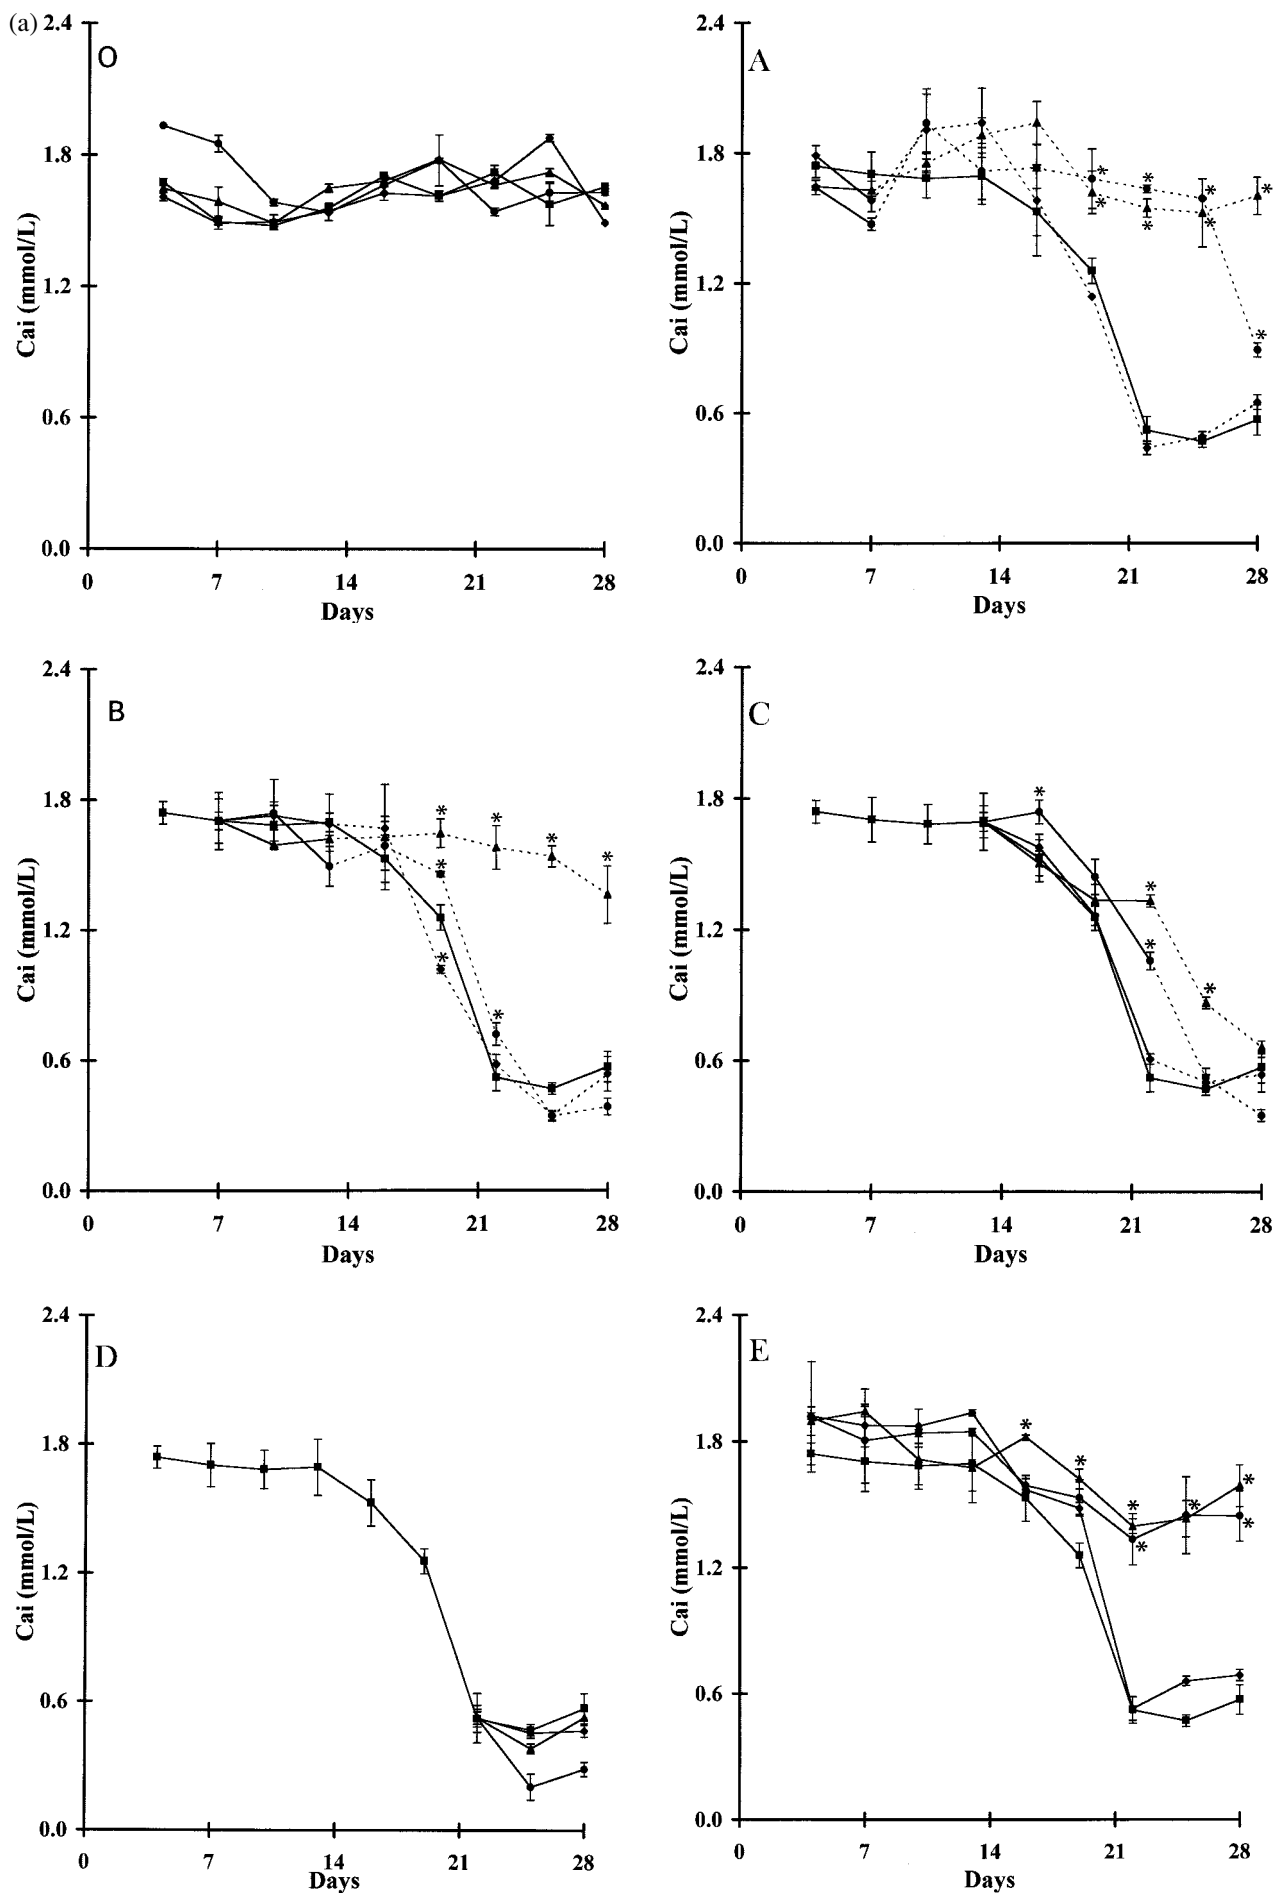 (a)
O
2.4
1.8
1.2
0.6
0.0
Cai (mmol/L)
0 7 14 21 28
Days
A
2.4
1.8
1.2
0.6
0.0
Cai (mmol/L)
* * * * * * * * *
0 7 14 21 28
Days
B
2.4
1.8
1.2
0.6
0.0
Cai (mmol/L)
* * * * * * *
0 7 14 21 28
Days
C
2.4
1.8
1.2
0.6
0.0
Cai (mmol/L)
* * * *
0 7 14 21 28
Days
D
2.4
1.8
1.2
0.6
0.0
Cai (mmol/L)
0 7 14 21 28
Days
E
2.4
1.8
1.2
0.6
0.0
Cai (mmol/L)
* * * * * * *
0 7 14 21 28
Days